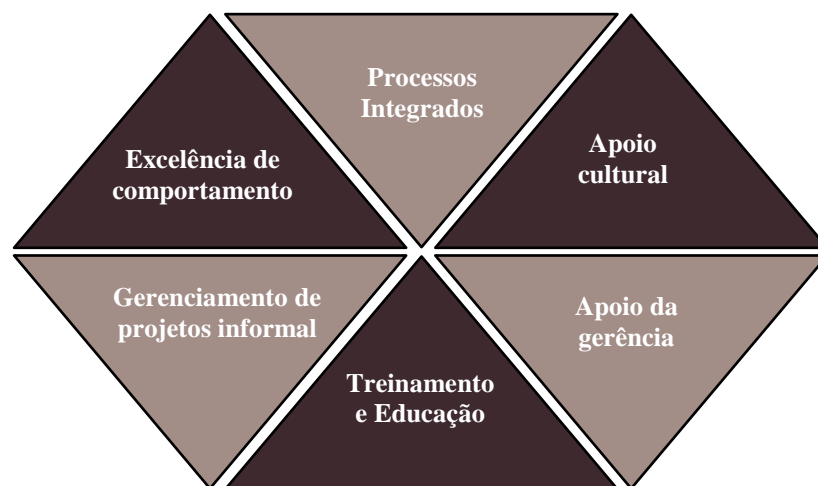 Processos
Integrados
Excelência de
comportamento
Apoio
cultural
Gerenciamento de
projetos informal
Apoio da
gerência
Treinamento
e Educação